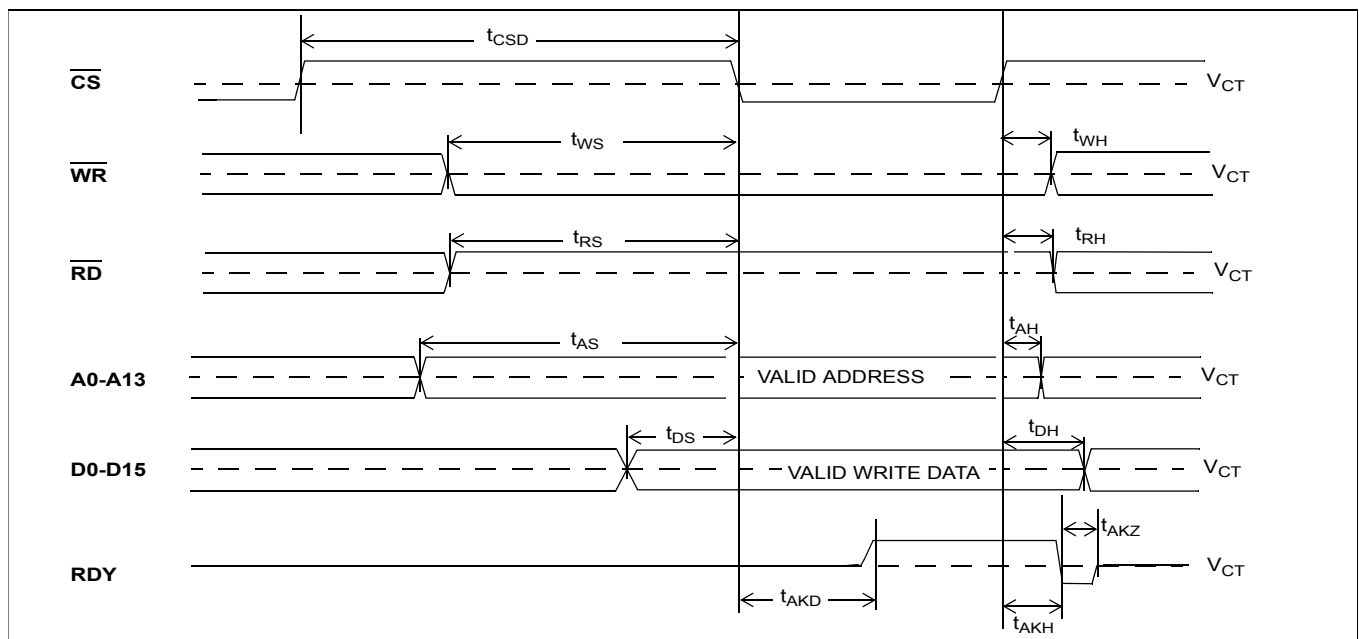 tCSD
CS VCT
tWS tWH
WR VCT
tRS tRH
RD VCT
tAS tAH
A0-A13 VALID ADDRESS VCT
tDS tDH
D0-D15 VALID WRITE DATA VCT
tAKZ
RDY VCT
tAKD
tAKH